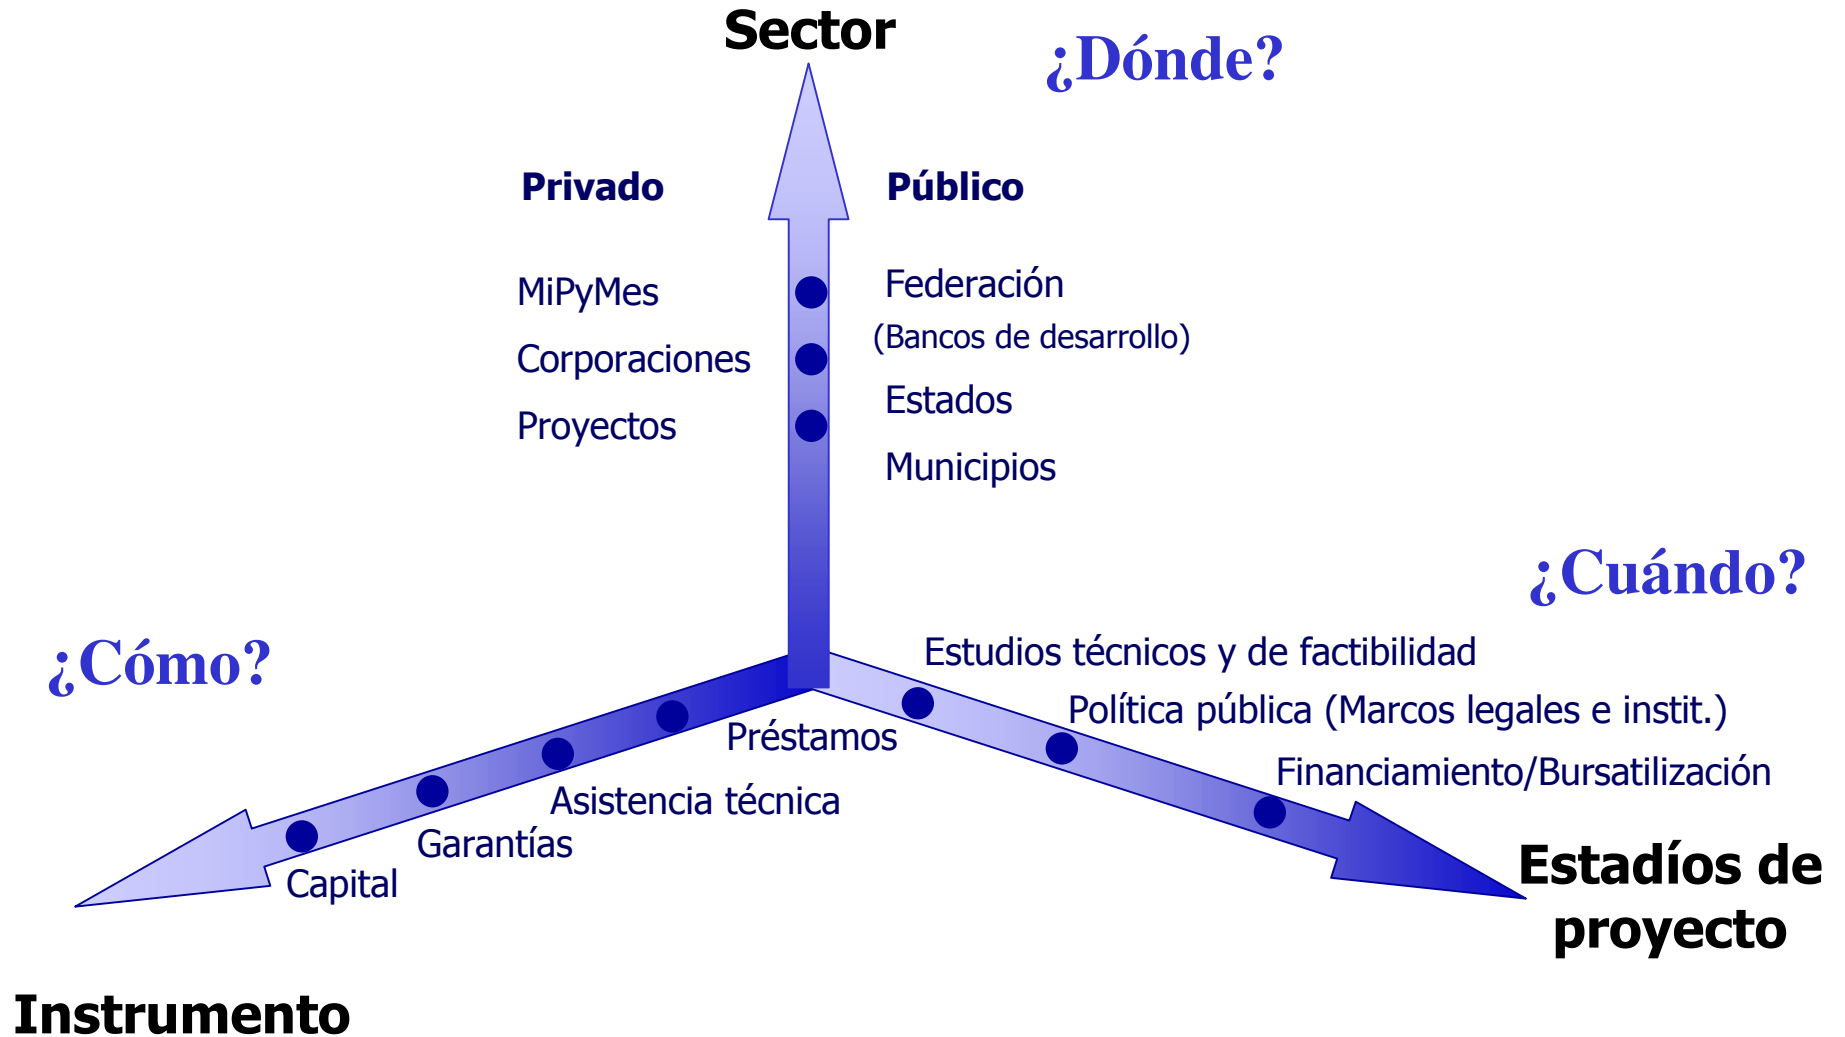 Sector
¿Dónde?
Privado
Público
MiPyMes
Corporaciones
Proyectos
Federación
(Bancos de desarrollo)
Estados
Municipios
¿Cuándo?
Estudios técnicos y de factibilidad
Política pública (Marcos legales e instit.)
Financiamiento/Bursatilización
Estadíos de
proyecto
¿Cómo?
Préstamos
Asistencia técnica
Garantías
Capital
Instrumento